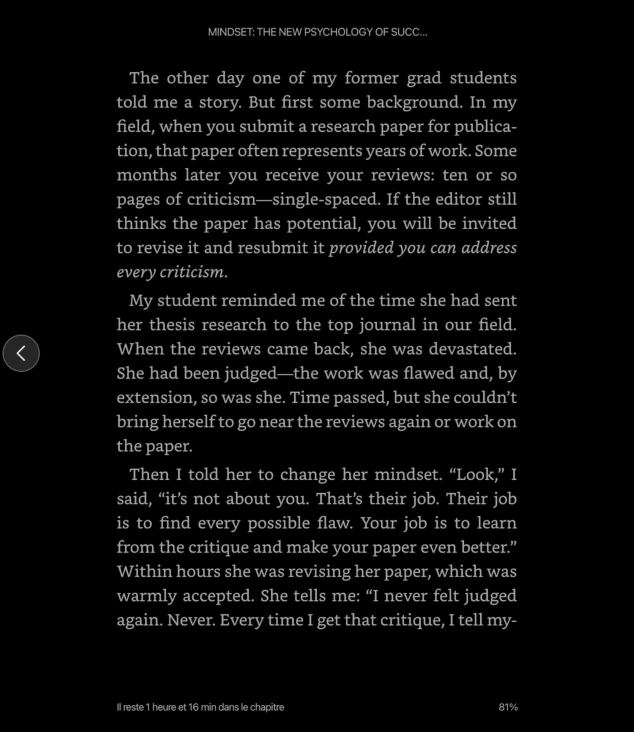 MINDSET: THE NEW PSYCHOLOGY OF SUCC...
The other day one of my former grad students
told me a story. But first some background. In my
field, when you submit a research paper for publica-
tion, that paper often represents years of work. Some
months later you receive your reviews: ten or so
pages of criticism—single-spaced. If the editor still
thinks the paper has potential, you will be invited
to revise it and resubmit it provided you can address
every criticism.
My student reminded me of the time she had sent
her thesis research to the top journal in our field.
When the reviews came back, she was devastated.
She had been judged—the work was flawed and, by
extension, so was she. Time passed, but she couldn’t
bring herself to go near the reviews again or work on
the paper.
Then I told her to change her mindset. “Look,” I
said, “it’s not about you. That’s their job. Their job
is to find every possible flaw. Your job is to learn
from the critique and make your paper even better.”
Within hours she was revising her paper, which was
warmly accepted. She tells me: “I never felt judged
again. Never. Every time I get that critique, I tell my-
Il reste 1 heure et 16 min dans le chapitre
81%